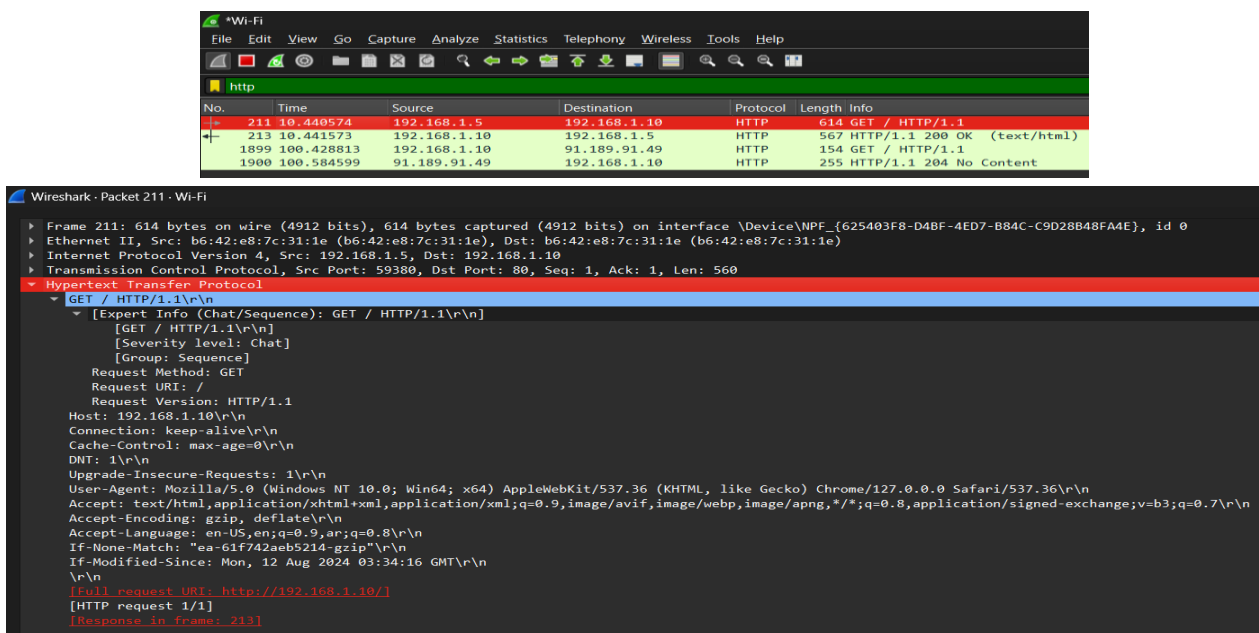 *Wi-Fi
File Edit View Go Capture Analyze Statistics Telephony Wireless Tools Help
http
No. Time Source Destination Protocol Length Info
211 10.440574 192.168.1.5 192.168.1.10 HTTP 614 GET / HTTP/1.1
213 10.441573 192.168.1.10 192.168.1.5 HTTP 567 HTTP/1.1 200 OK (text/html)
1899 100.428813 192.168.1.10 91.189.91.49 HTTP 154 GET / HTTP/1.1
1900 100.584599 91.189.91.49 192.168.1.10 HTTP 255 HTTP/1.1 204 No Content
Wireshark · Packet 211 · Wi-Fi
Frame 211: 614 bytes on wire (4912 bits), 614 bytes captured (4912 bits) on interface \Device\NPF_{625403F8-D4BF-4ED7-B84C-C9D28B48FA4E}, id 0
Ethernet II, Src: b6:42:e8:7c:31:1e (b6:42:e8:7c:31:1e), Dst: b6:42:e8:7c:31:1e (b6:42:e8:7c:31:1e)
Internet Protocol Version 4, Src: 192.168.1.5, Dst: 192.168.1.10
Transmission Control Protocol, Src Port: 59380, Dst Port: 80, Seq: 1, Ack: 1, Len: 560
Hypertext Transfer Protocol
GET / HTTP/1.1\r\n
[Expert Info (Chat/Sequence): GET / HTTP/1.1\r\n]
[GET / HTTP/1.1\r\n]
[Severity level: Chat]
[Group: Sequence]
Request Method: GET
Request URI: /
Request Version: HTTP/1.1
Host: 192.168.1.10\r\n
Connection: keep-alive\r\n
Cache-Control: max-age=0\r\n
DNT: 1\r\n
Upgrade-Insecure-Requests: 1\r\n
User-Agent: Mozilla/5.0 (Windows NT 10.0; Win64; x64) AppleWebKit/537.36 (KHTML, like Gecko) Chrome/127.0.0.0 Safari/537.36\r\n
Accept: text/html,application/xhtml+xml,application/xml;q=0.9,image/avif,image/webp,image/apng,*/*;q=0.8,application/signed-exchange;v=b3;q=0.7\r\n
Accept-Encoding: gzip, deflate\r\n
Accept-Language: en-US,en;q=0.9,ar;q=0.8\r\n
If-None-Match: "ea-61f742aeb5214-gzip"\r\n
If-Modified-Since: Mon, 12 Aug 2024 03:34:16 GMT\r\n
\r\n
[Full request URI: http://192.168.1.10/]
[HTTP request 1/1]
[Response in frame: 213]